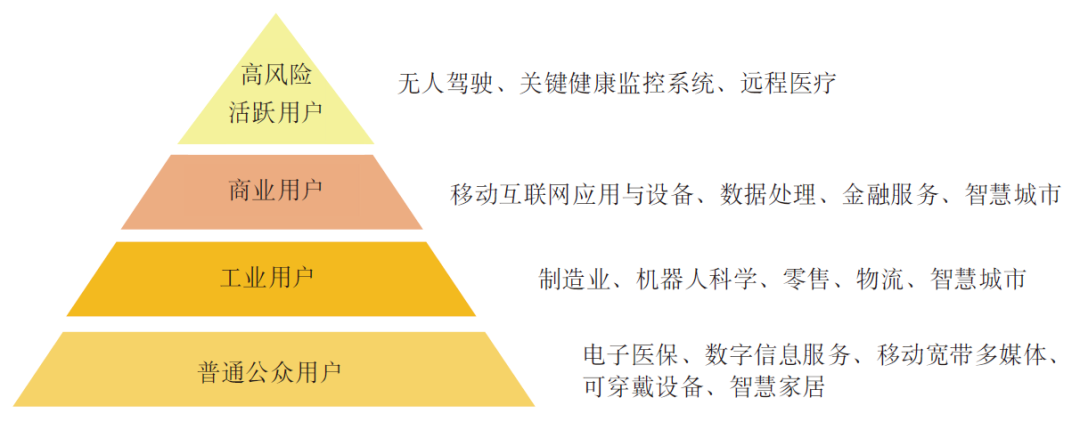 高风险
活跃用户
无人驾驶、关键健康监控系统、远程医疗
商业用户
移动互联网应用与设备、数据处理、金融服务、智慧城市
工业用户
制造业、机器人科学、零售、物流、智慧城市
普通公众用户
电子医保、数字信息服务、移动宽带多媒体、
可穿戴设备、智慧家居